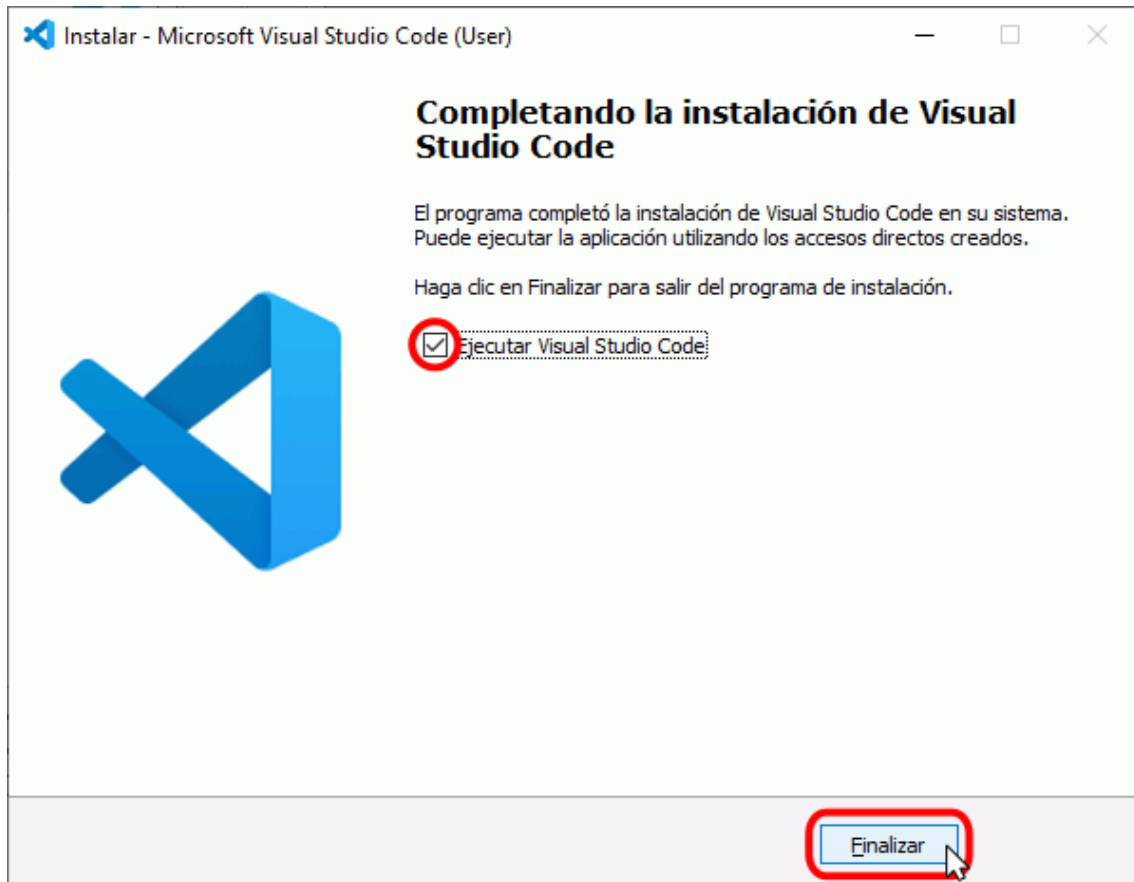 Instalar - Microsoft Visual Studio Code (User)
Completando la instalación de Visual
Studio Code
El programa completó la instalación de Visual Studio Code en su sistema.
Puede ejecutar la aplicación utilizando los accesos directos creados.
Haga clic en Finalizar para salir del programa de instalación.
Ejecutar Visual Studio Code
Finalizar